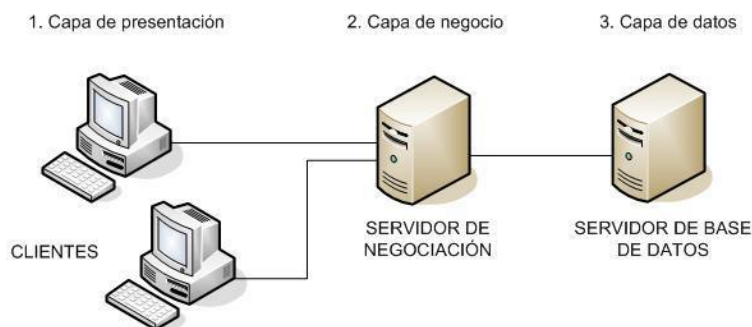 1. Capa de presentación
2. Capa de negocio
3. Capa de datos
CLIENTES
SERVIDOR DE
NEGOCIACIÓN
SERVIDOR DE BASE
DE DATOS